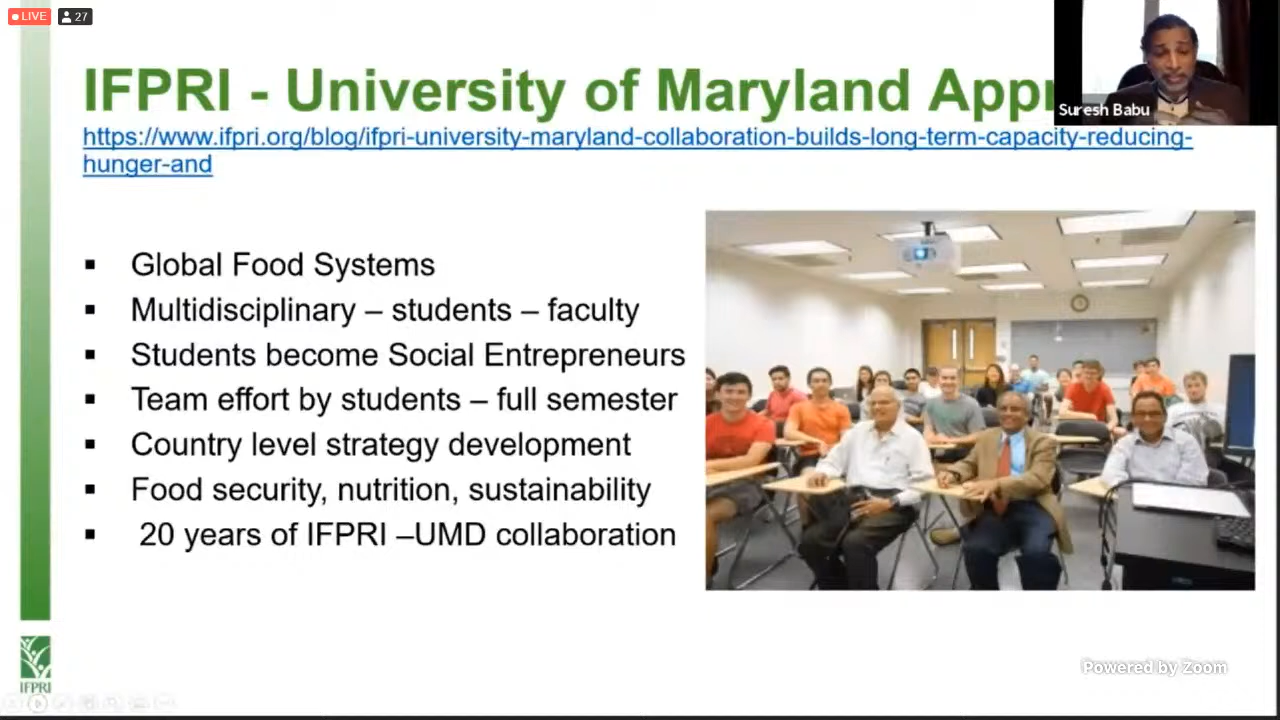 LIVE 27
IFPRI - University of Maryland App
Suresh Babu
https://www.ifpri.org/blog/ifpri-university-maryland-collaboration-builds-long-term-capacity-reducing-
hunger-and
▪ Global Food Systems
▪ Multidisciplinary – students – faculty
▪ Students become Social Entrepreneurs
▪ Team effort by students – full semester
▪ Country level strategy development
▪ Food security, nutrition, sustainability
▪ 20 years of IFPRI –UMD collaboration
IFPRI
Powered by Zoom